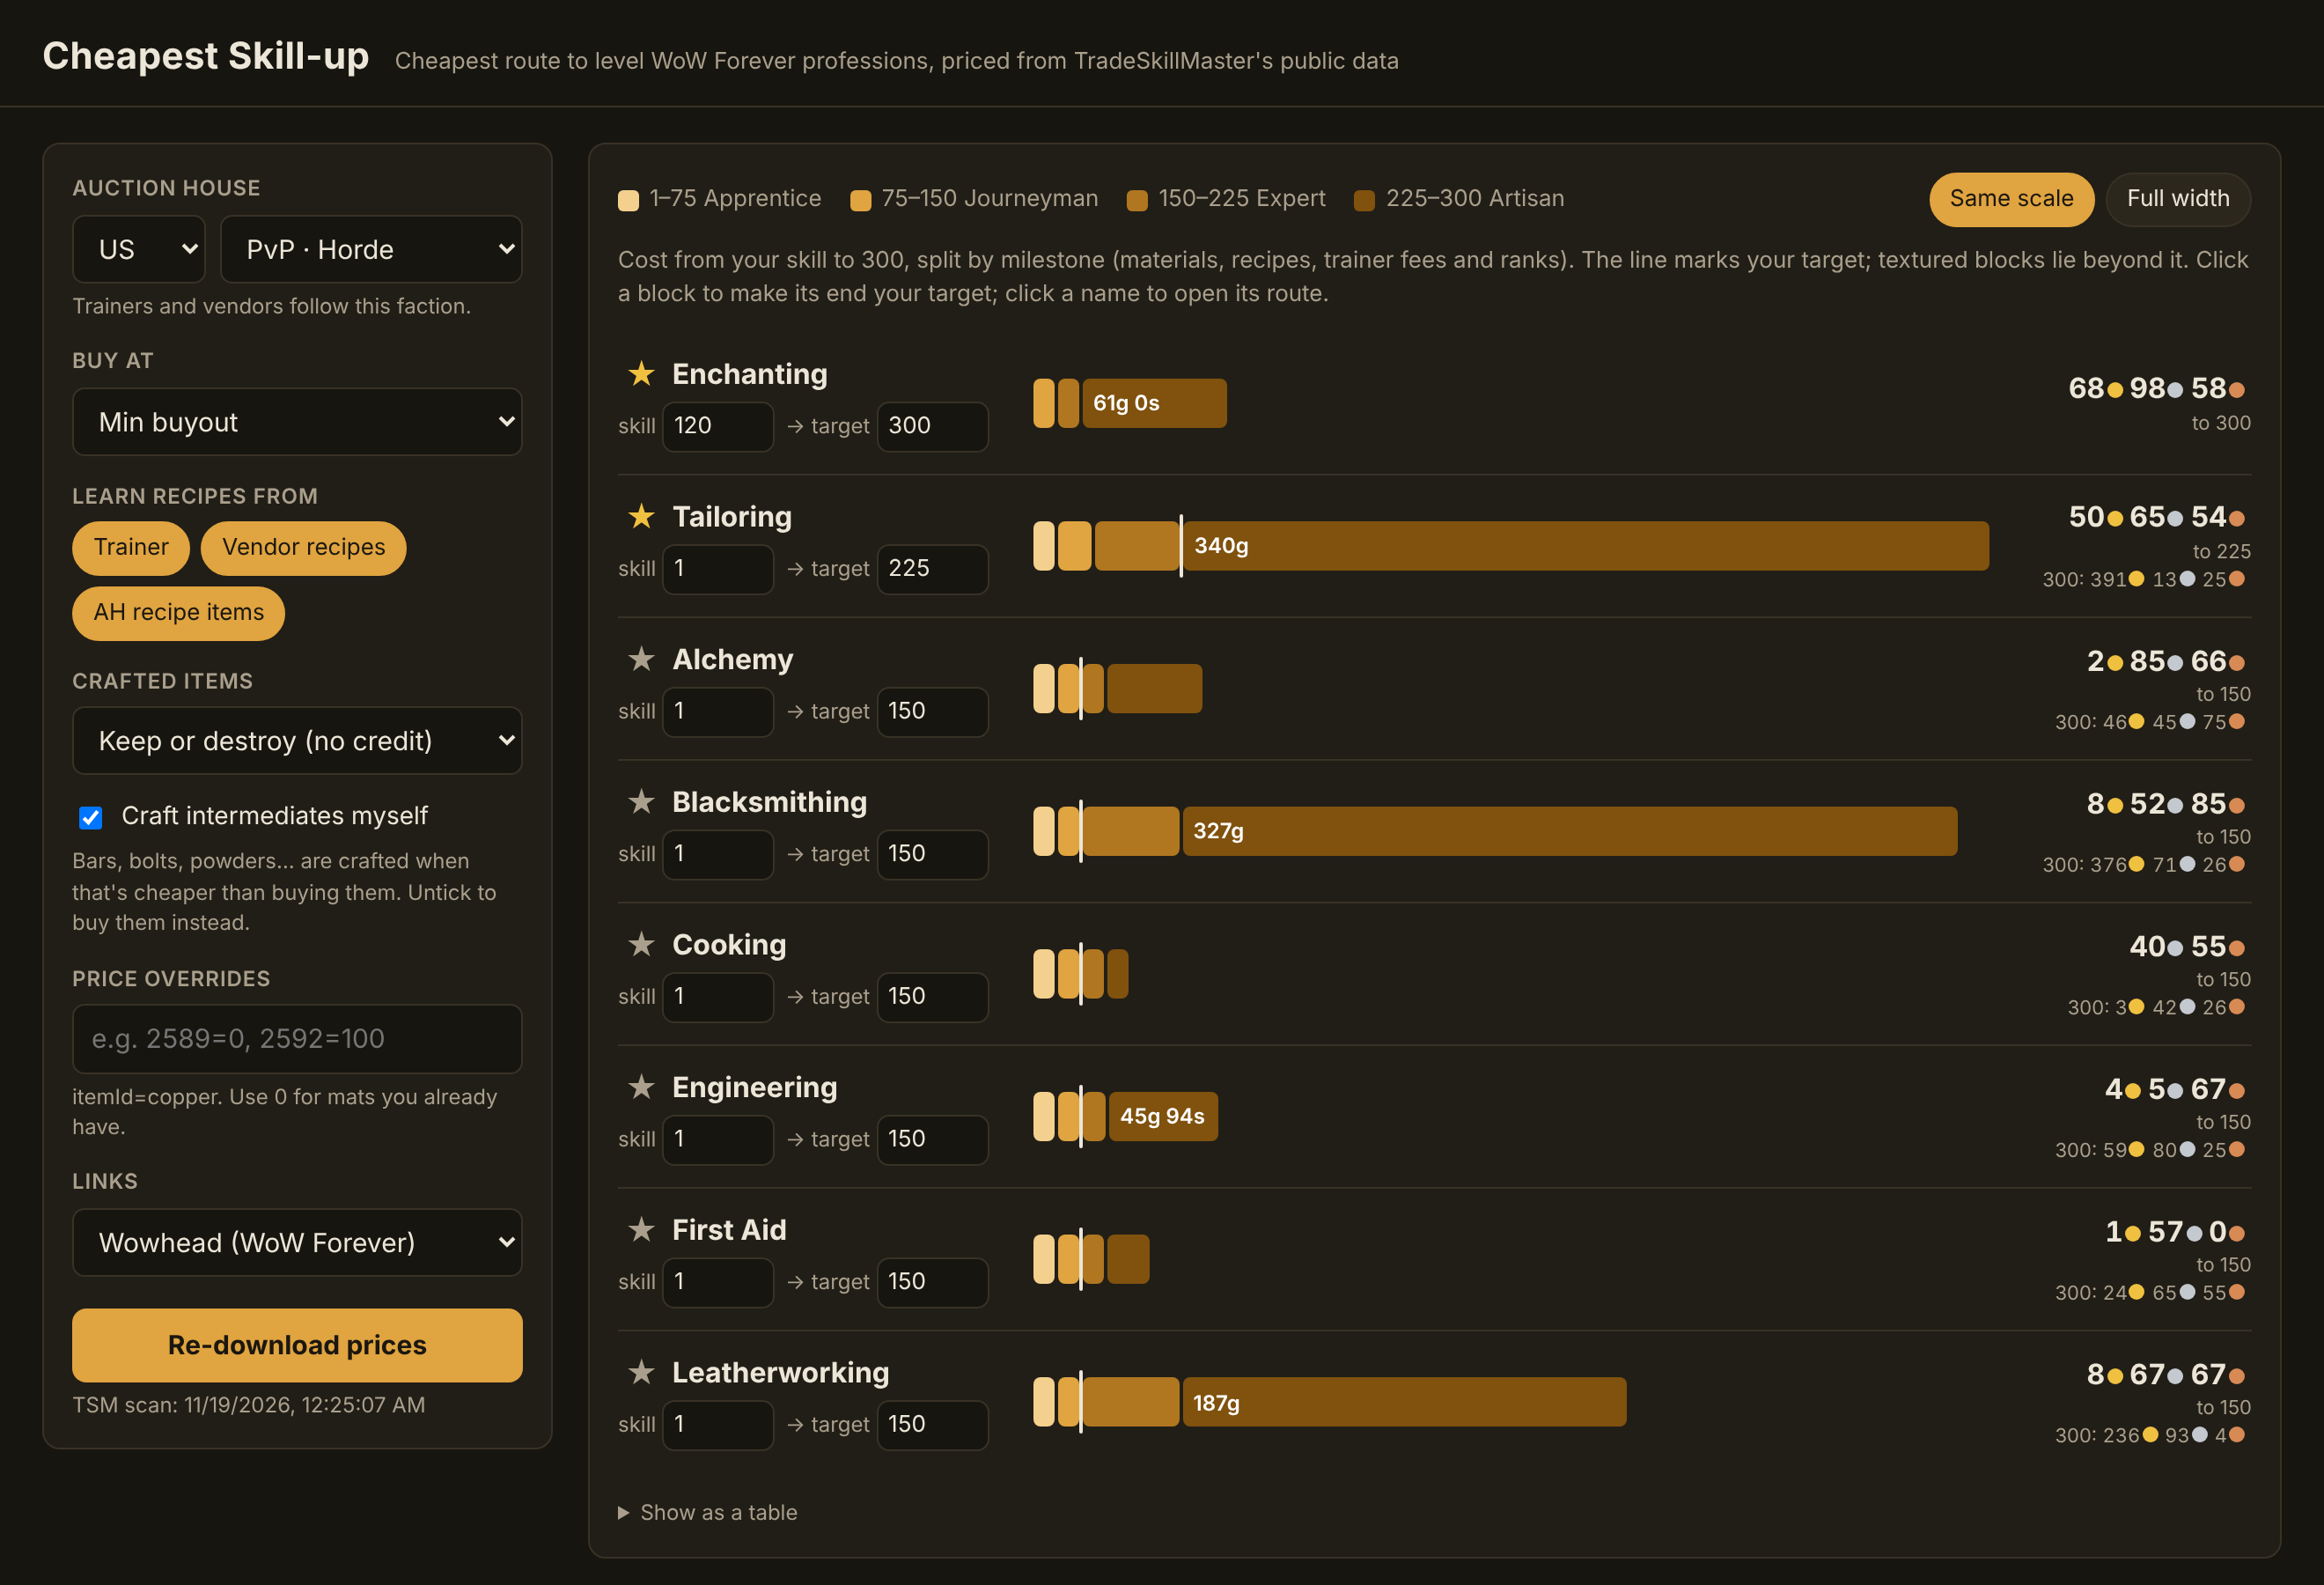 Cheapest Skill-up
Cheapest route to level WoW Forever professions, priced from TradeSkillMaster's public data
AUCTION HOUSE
US
PvP · Horde
Trainers and vendors follow this faction.
BUY AT
Min buyout
LEARN RECIPES FROM
Trainer
Vendor recipes
AH recipe items
CRAFTED ITEMS
Keep or destroy (no credit)
Craft intermediates myself
Bars, bolts, powders... are crafted when
that's cheaper than buying them. Untick to
buy them instead.
PRICE OVERRIDES
e.g. 2589=0, 2592=100
itemId=copper. Use 0 for mats you already
have.
LINKS
Wowhead (WoW Forever)
Re-download prices
TSM scan: 11/19/2026, 12:25:07 AM
1–75 Apprentice
75–150 Journeyman
150–225 Expert
225–300 Artisan
Same scale
Full width
Cost from your skill to 300, split by milestone (materials, recipes, trainer fees and ranks). The line marks your target; textured blocks lie beyond it. Click
a block to make its end your target; click a name to open its route.
★ Enchanting
skill 120 → target 300
61g 0s
68 98 58
to 300
★ Tailoring
skill 1 → target 225
340g
50 65 54
to 225
300: 391 13 25
★ Alchemy
skill 1 → target 150
2 85 66
to 150
300: 46 45 75
★ Blacksmithing
skill 1 → target 150
327g
8 52 85
to 150
300: 376 71 26
★ Cooking
skill 1 → target 150
40 55
to 150
300: 3 42 26
★ Engineering
skill 1 → target 150
45g 94s
4 5 67
to 150
300: 59 80 25
★ First Aid
skill 1 → target 150
1 57 0
to 150
300: 24 65 55
★ Leatherworking
skill 1 → target 150
187g
8 67 67
to 150
300: 236 93 4
▶ Show as a table